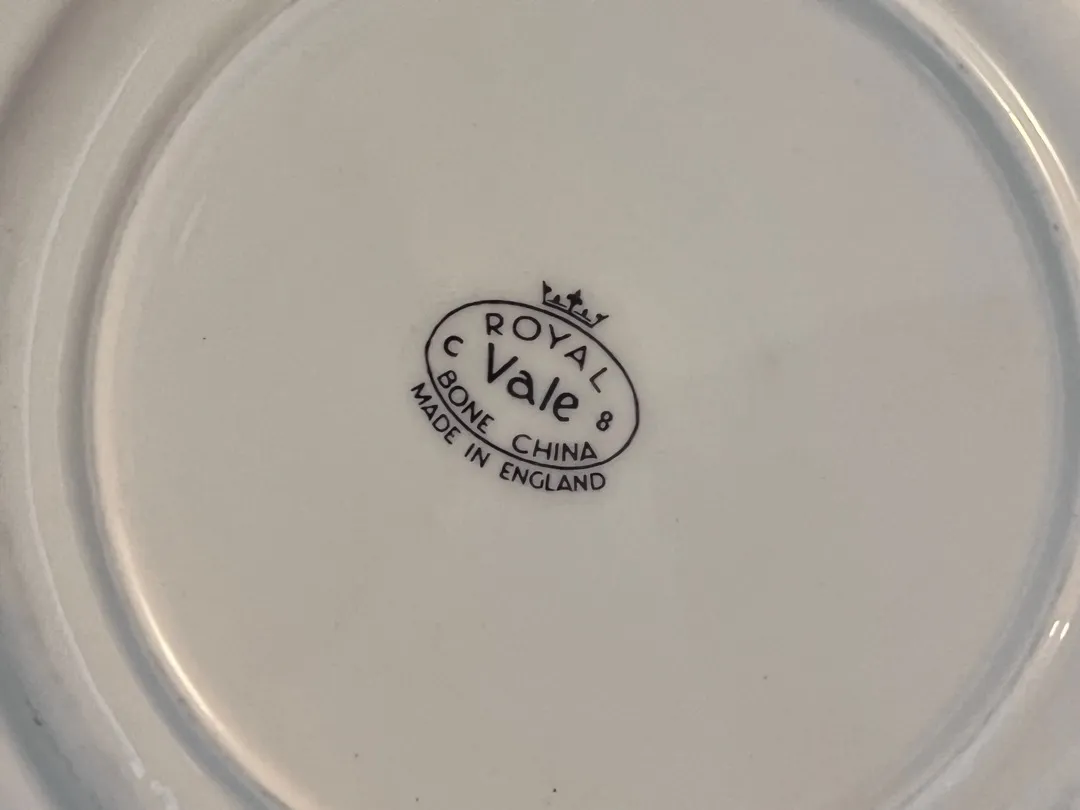 ROYAL
C Vale 8
BONE CHINA
MADE IN ENGLAND